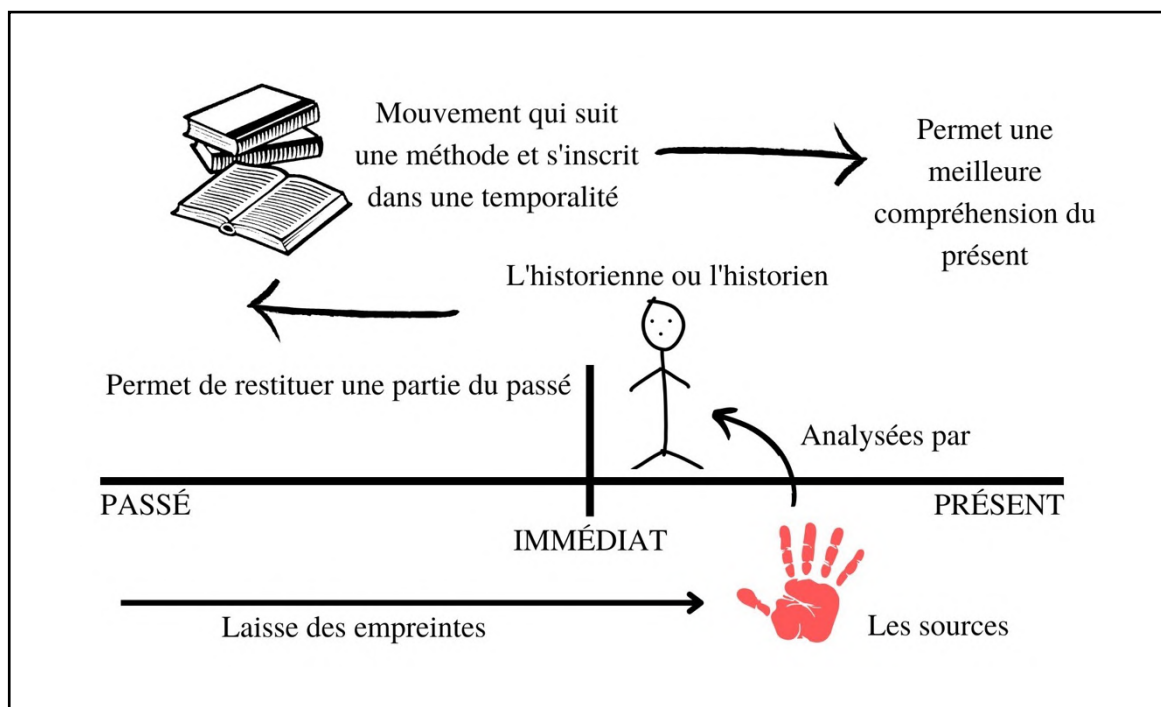 Mouvement qui suit
une méthode et s'inscrit
dans une temporalité
Permet une
meilleure
compréhension du
présent
L'historienne ou l'historien
Permet de restituer une partie du passé
Analysées par
PASSÉ
PRÉSENT
IMMÉDIAT
Laisse des empreintes
Les sources